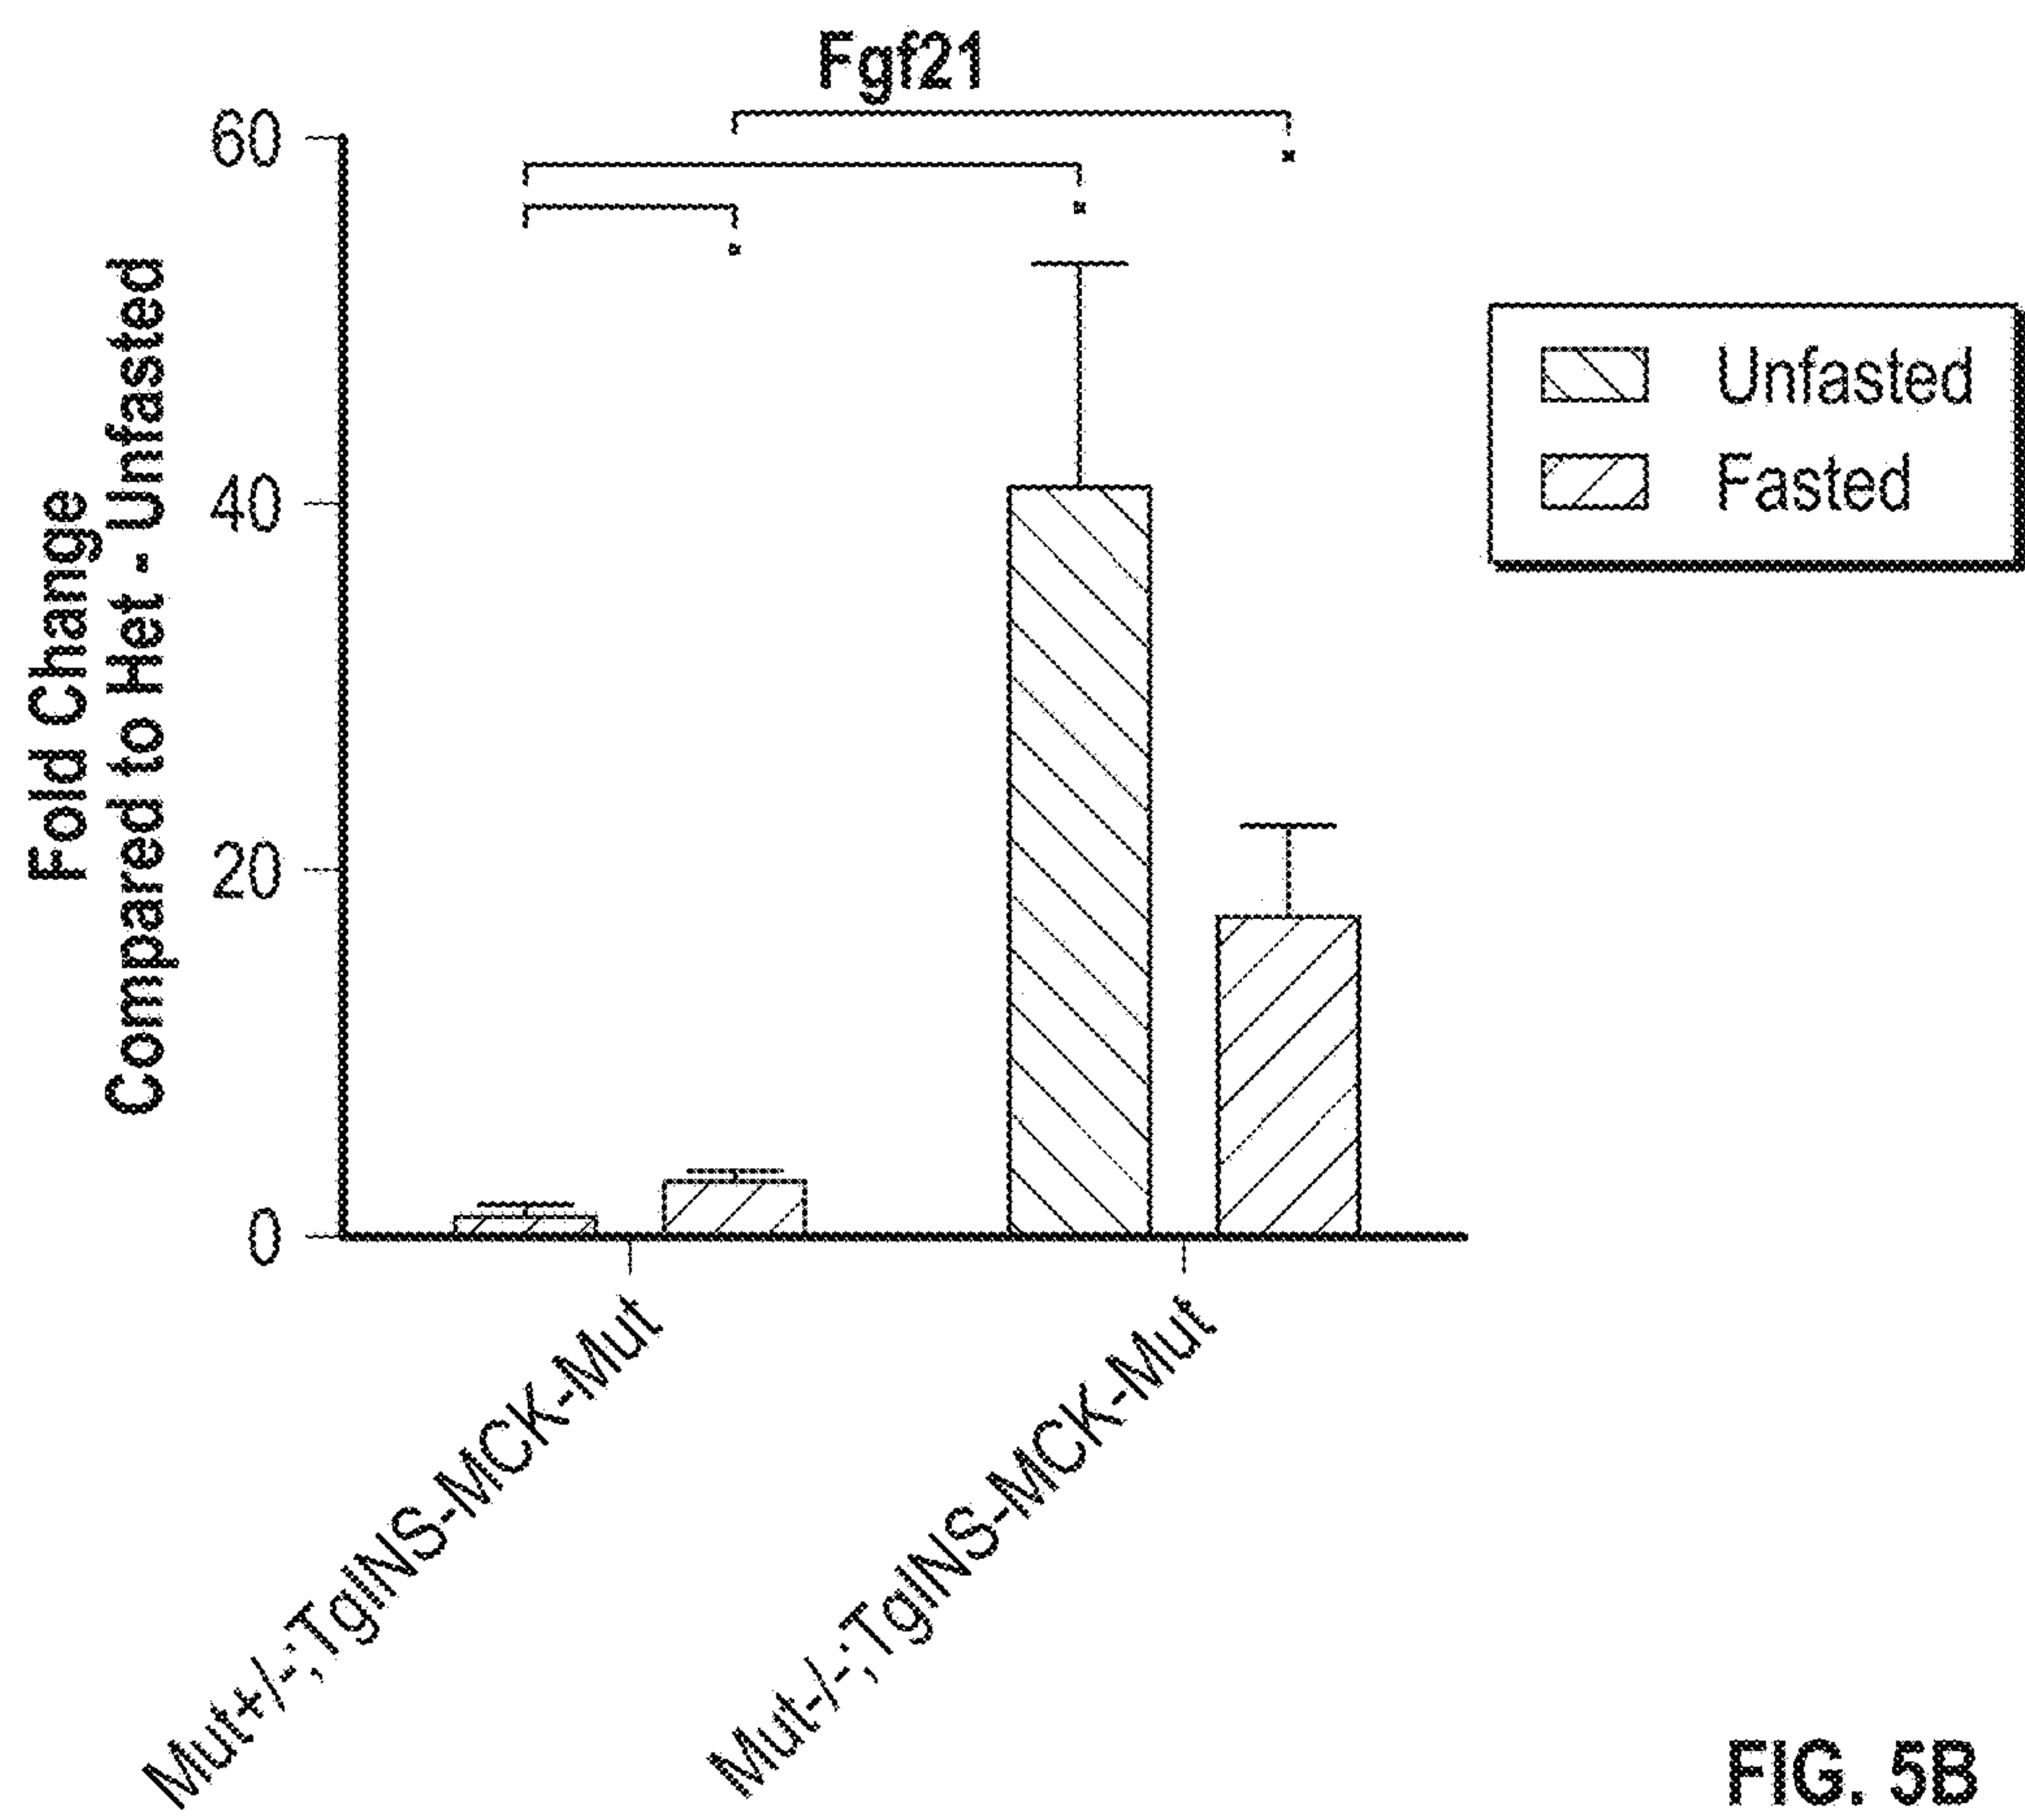 Fgf21
60
40
20
0
Fold Change
Compared to Het - Unfasted
Unfasted
Fasted
Mut+/-;TgINS-MCK-Mut
Mut-/-;TgINS-MCK-Mut
FIG. 5B